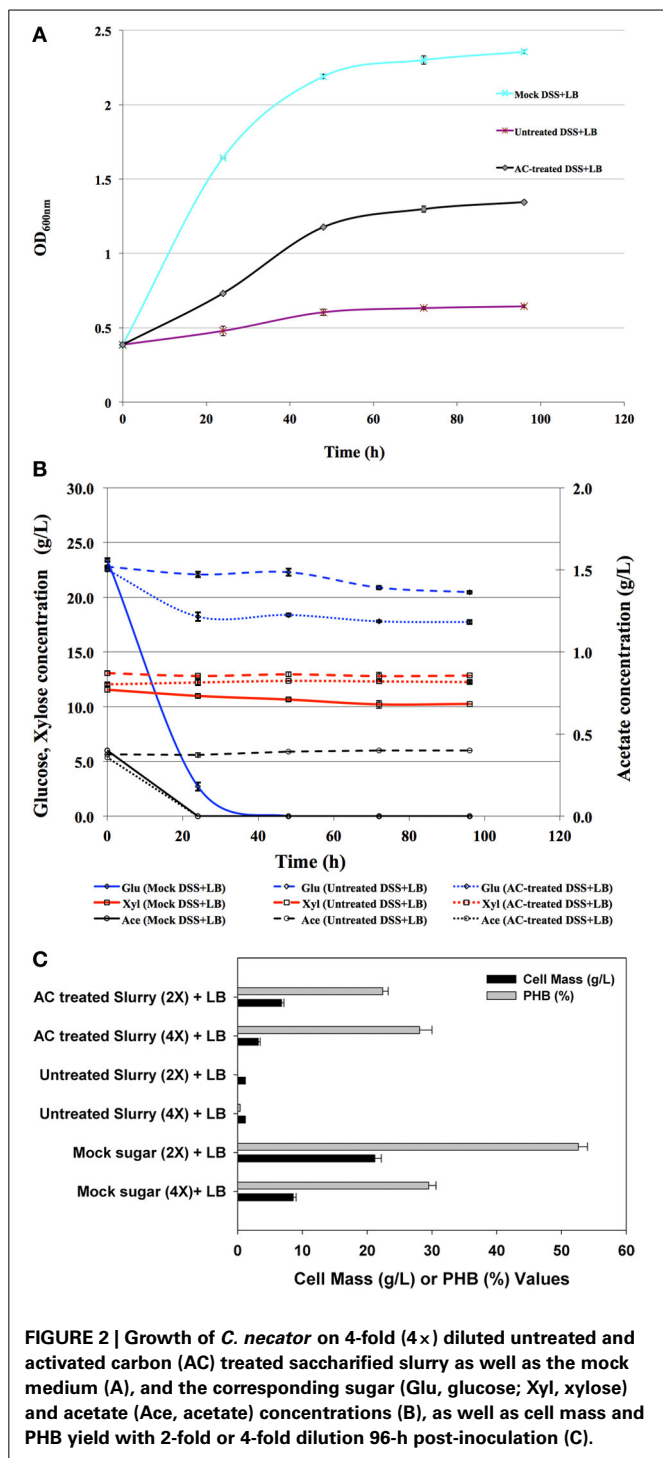 A
2.5
2
1.5
1
0.5
0
OD600nm
0 20 40 60 80 100 120
Time (h)
Mock DSS+LB
Untreated DSS+LB
AC-treated DSS+LB
B
30.0
25.0
20.0
15.0
10.0
5.0
0.0
Glucose, Xylose concentration (g/L)
2.0
1.5
1.0
0.5
0.0
Acetate concentration (g/L)
0 20 40 60 80 100 120
Time (h)
Glu (Mock DSS+LB) Glu (Untreated DSS+LB) Glu (AC-treated DSS+LB)
Xyl (Mock DSS+LB) Xyl (Untreated DSS+LB) Xyl (AC-treated DSS+LB)
Ace (Mock DSS+LB) Ace (Untreated DSS+LB) Ace (AC-treated DSS+LB)
C
Cell Mass (g/L)
PHB (%)
AC treated Slurry (2X) + LB
AC treated Slurry (4X) + LB
Untreated Slurry (2X) + LB
Untreated Slurry (4X) + LB
Mock sugar (2X) + LB
Mock sugar (4X)+ LB
0 10 20 30 40 50 60
Cell Mass (g/L) or PHB (%) Values
FIGURE 2 | Growth of C. necator on 4-fold (4×) diluted untreated and
activated carbon (AC) treated saccharified slurry as well as the mock
medium (A), and the corresponding sugar (Glu, glucose; Xyl, xylose)
and acetate (Ace, acetate) concentrations (B), as well as cell mass and
PHB yield with 2-fold or 4-fold dilution 96-h post-inoculation (C).